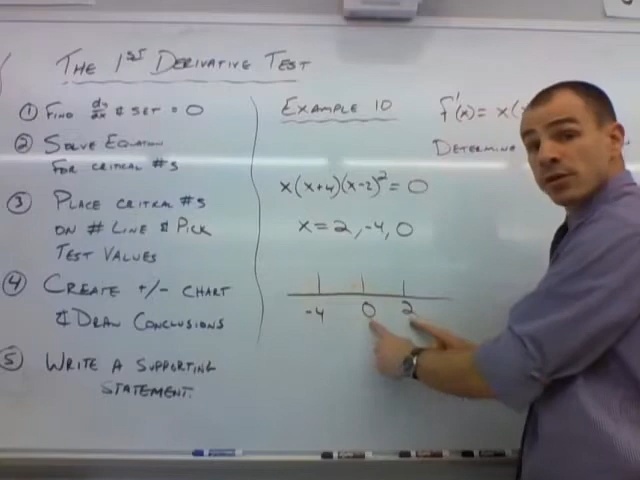 THE 1ST DERIVATIVE TEST
① FIND dy/dx & SET = 0
② SOLVE EQUATION
FOR CRITICAL #S
③ PLACE CRITICAL #S
ON # LINE & PICK
TEST VALUES
④ CREATE +/- CHART
& DRAW CONCLUSIONS
⑤ WRITE A SUPPORTING
STATEMENT.
EXAMPLE 10
f'(x) = x(x
DETERMINE
x(x+4)(x-2)² = 0
x = 2, -4, 0
-4 0 2